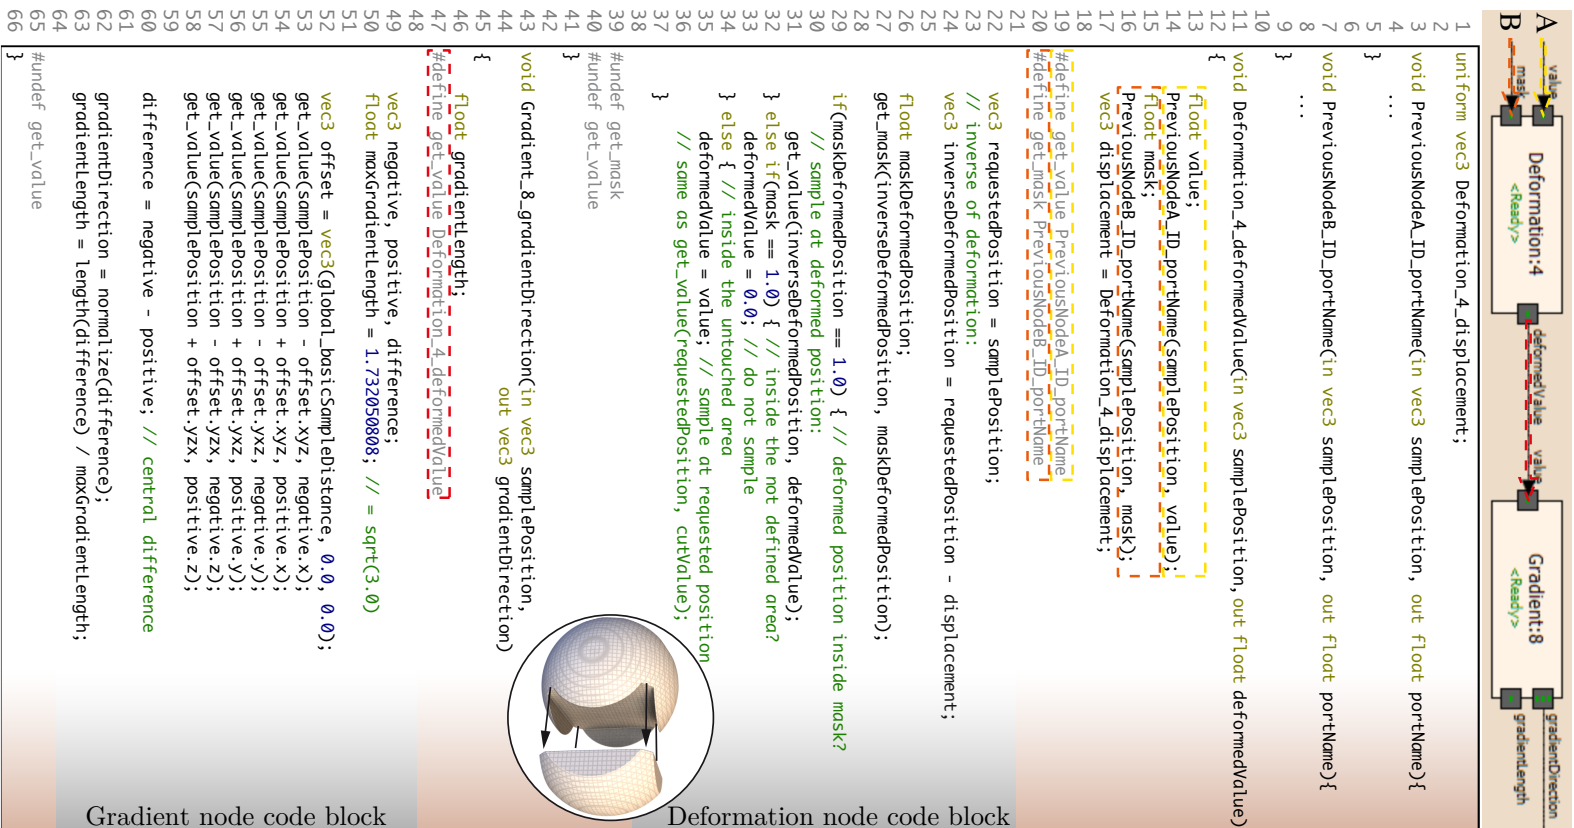 A value
B mask
Deformation:4
<Ready>
deformedValue value
Gradient:8
<Ready>
gradientDirection
gradientLength
1 uniform vec3 Deformation_4_displacement;
2
3 void PreviousNodeA_ID_portName(in vec3 samplePosition, out float portName){
4 ...
5 }
6
7 void PreviousNodeB_ID_portName(in vec3 samplePosition, out float portName){
8 ...
9 }
10
11 void Deformation_4_deformedValue(in vec3 samplePosition, out float deformedValue)
12 {
13 float value;
14 PreviousNodeA_ID_portName(samplePosition, value);
15 float mask;
16 PreviousNodeB_ID_portName(samplePosition, mask);
17 vec3 displacement = Deformation_4_displacement;
18
19 #define get_value PreviousNodeA_ID_portName
20 #define get_mask PreviousNodeB_ID_portName
21
22 vec3 requestedPosition = samplePosition;
23 // inverse of deformation:
24 vec3 inverseDeformedPosition = requestedPosition - displacement;
25
26 float maskDeformedPosition;
27 get_mask(inverseDeformedPosition, maskDeformedPosition);
28
29 if(maskDeformedPosition == 1.0) { // deformed position inside mask?
30 // sample at deformed position:
31 get_value(inverseDeformedPosition, deformedValue);
32 } else if(mask == 1.0) { // inside the not defined area?
33 deformedValue = 0.0; // do not sample
34 } else { // inside the untouched area
35 deformedValue = value; // sample at requested position
36 // same as get_value(requestedPosition, cutValue);
37 }
38
39 #undef get_mask
40 #undef get_value
41 }
42
43 void Gradient_8_gradientDirection(in vec3 samplePosition,
44 out vec3 gradientDirection)
45 {
46 float gradientLength;
47 #define get_value Deformation_4_deformedValue
48
49 vec3 negative, positive, difference;
50 float maxGradientLength = 1.732050808; // = sqrt(3.0)
51
52 vec3 offset = vec3(global_basicSampleDistance, 0.0, 0.0);
53 get_value(samplePosition - offset.xyz, negative.x);
54 get_value(samplePosition + offset.xyz, positive.x);
55 get_value(samplePosition - offset.yxz, negative.y);
56 get_value(samplePosition + offset.yxz, positive.y);
57 get_value(samplePosition - offset.yzx, negative.z);
58 get_value(samplePosition + offset.yzx, positive.z);
59
60 difference = negative - positive; // central difference
61
62 gradientDirection = normalize(difference);
63 gradientLength = length(difference) / maxGradientLength;
64
65 #undef get_value
66 }
Deformation node code block
Gradient node code block